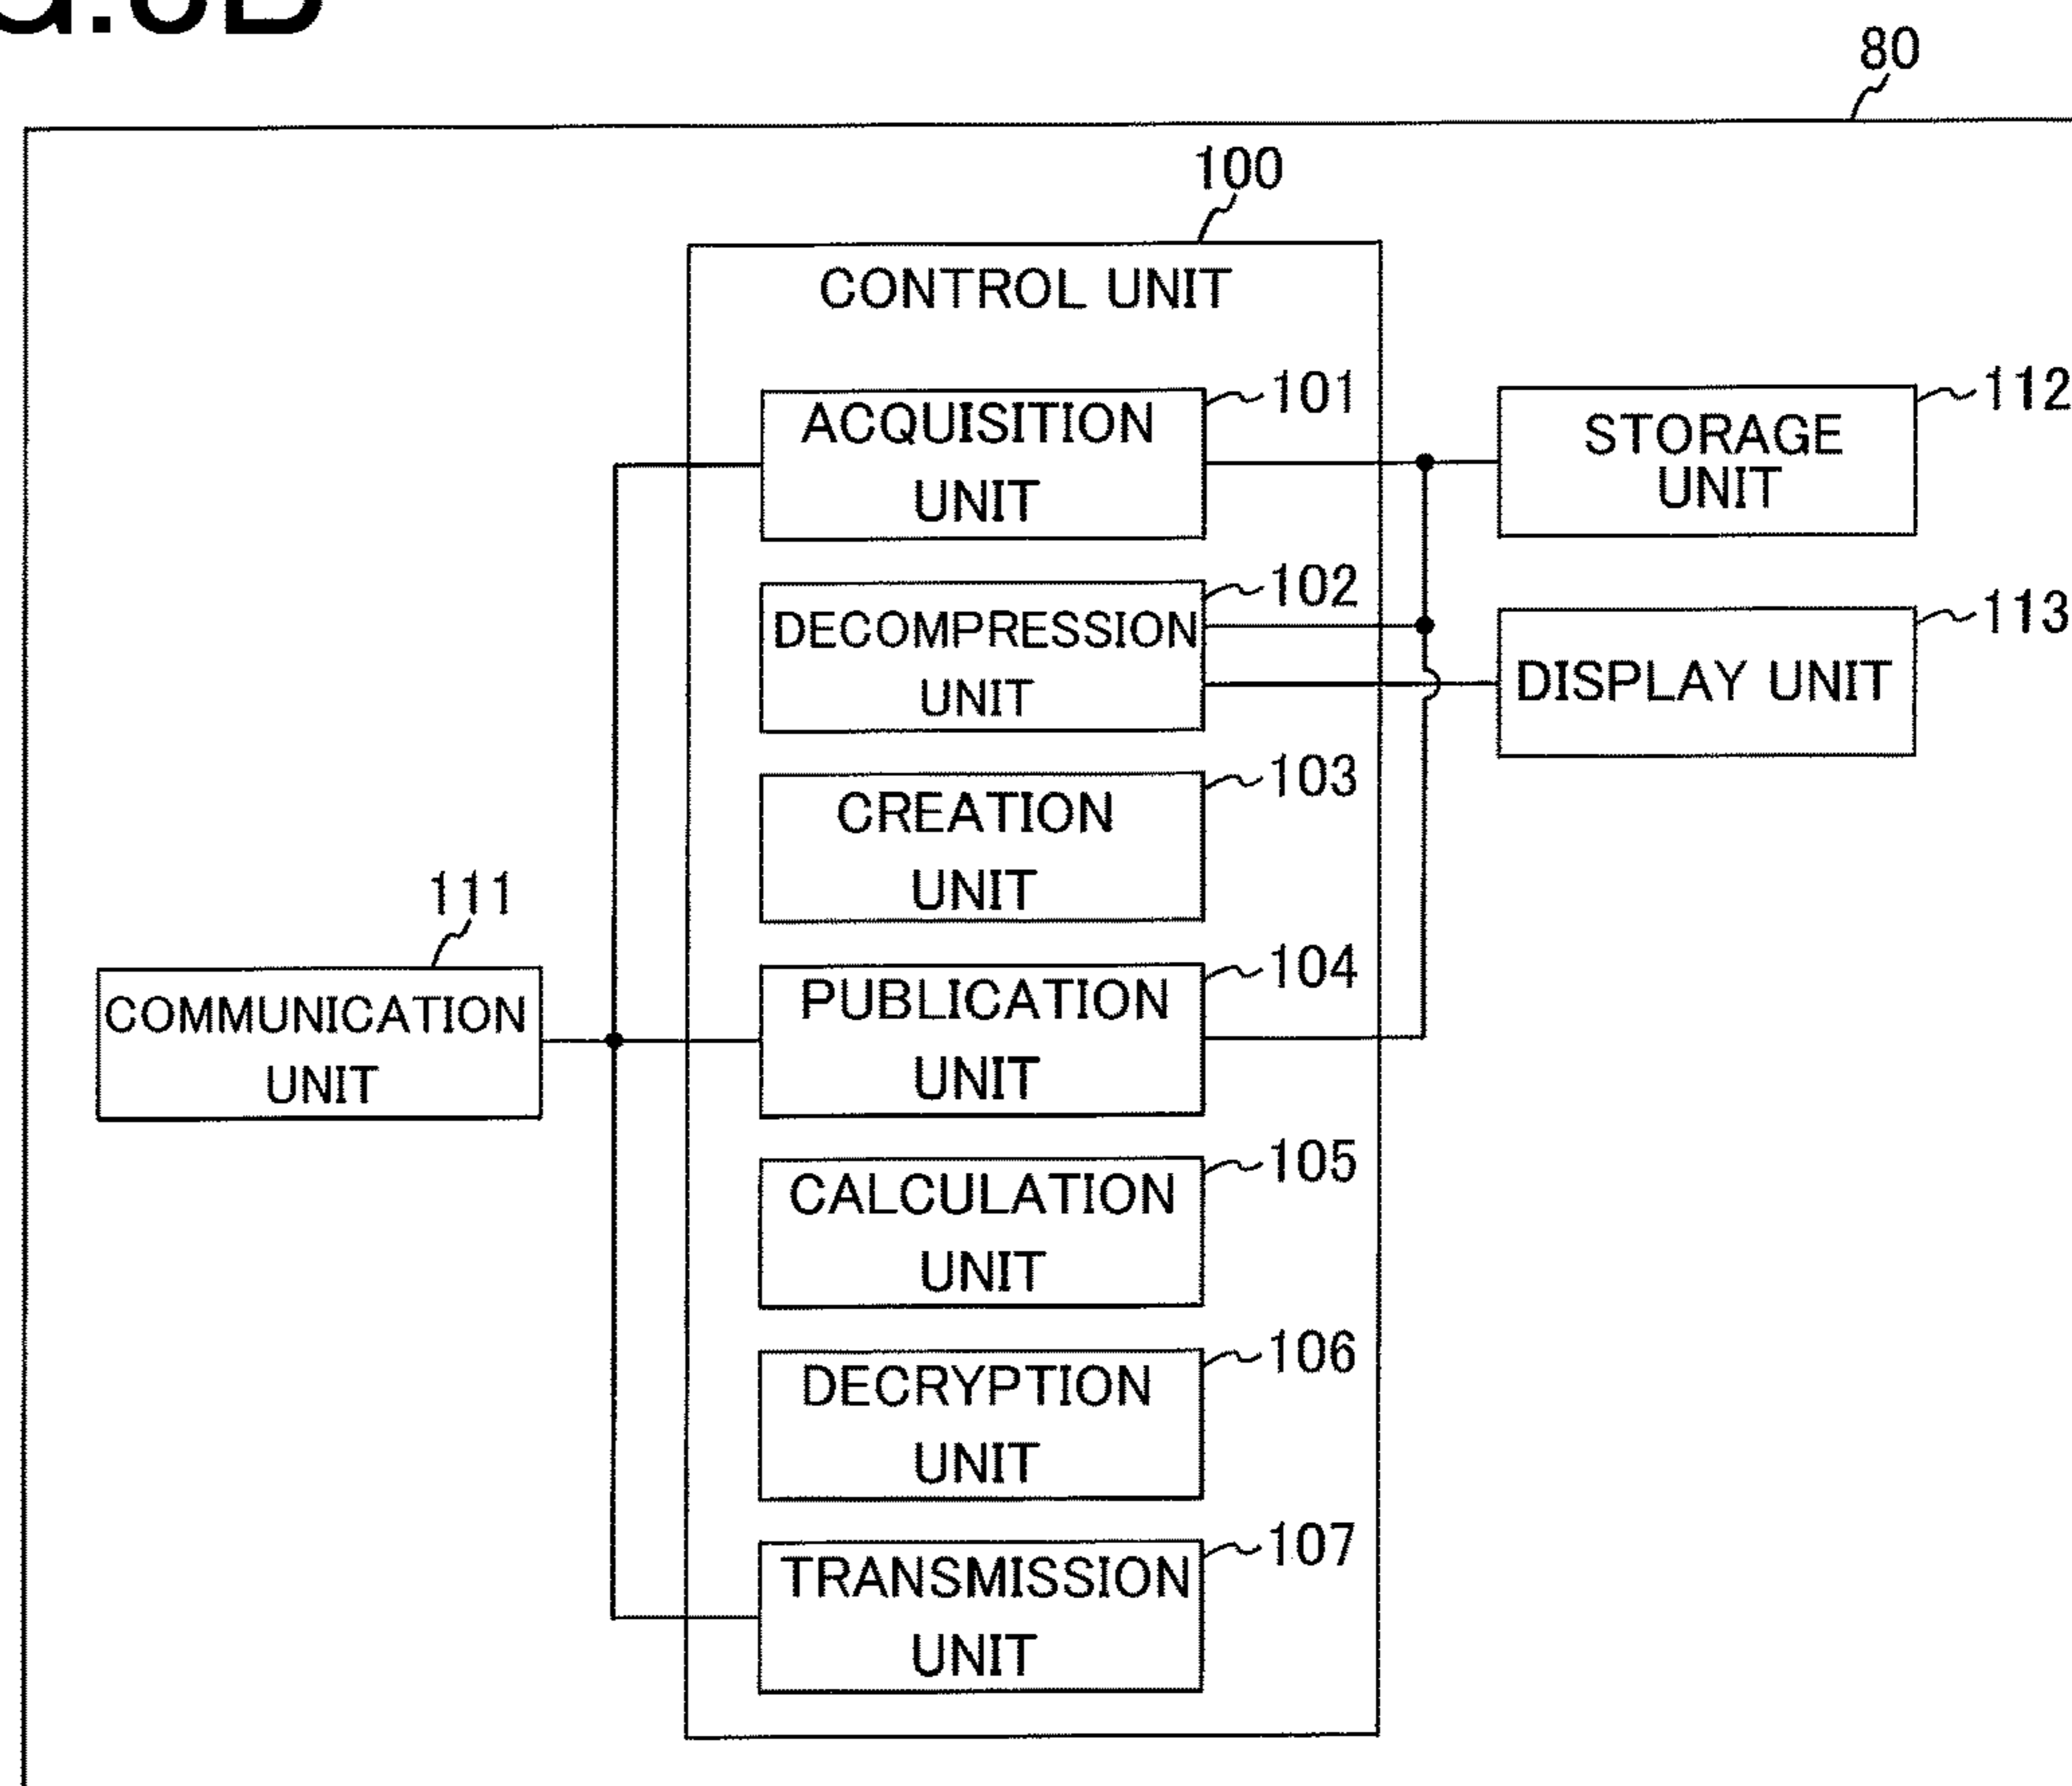 80
100
CONTROL UNIT
101
ACQUISITION
UNIT
112
STORAGE
UNIT
102
DECOMPRESSION
UNIT
113
DISPLAY UNIT
103
CREATION
UNIT
111
COMMUNICATION
UNIT
104
PUBLICATION
UNIT
105
CALCULATION
UNIT
106
DECRYPTION
UNIT
107
TRANSMISSION
UNIT